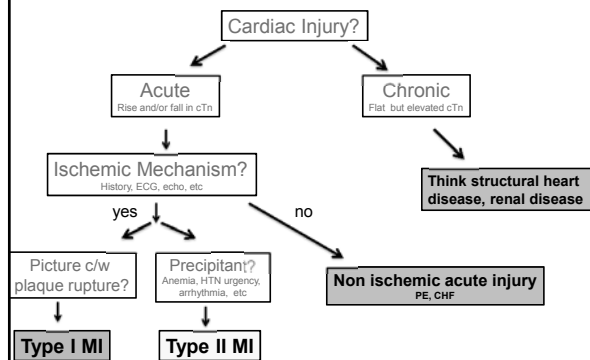 Cardiac Injury?
Acute
Rise and/or fall in cTn
Chronic
Flat but elevated cTn
Ischemic Mechanism?
History, ECG, echo, etc
Think structural heart
disease, renal disease
yes
no
Picture c/w
plaque rupture?
Precipitant?
Anemia, HTN urgency,
arrhythmia, etc
Non ischemic acute injury
PE, CHF
Type I MI
Type II MI